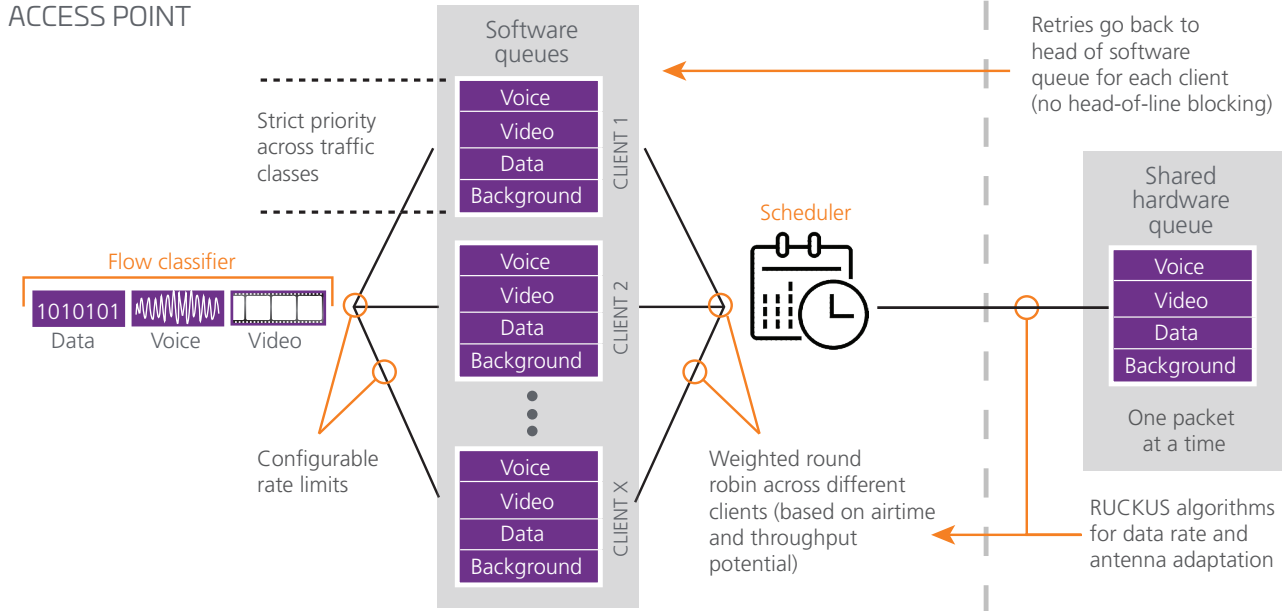 ACCESS POINT
Software
queues
Retries go back to
head of software
queue for each client
(no head-of-line blocking)
Strict priority
across traffic
classes
Voice
Video
Data
Background
CLIENT 1
Flow classifier
1010101
Data
Voice
Video
Voice
Video
Data
Background
CLIENT 2
Scheduler
Shared
hardware
queue
Voice
Video
Data
Background
One packet
at a time
Configurable
rate limits
Voice
Video
Data
Background
CLIENT X
Weighted round
robin across different
clients (based on airtime
and throughput
potential)
RUCKUS algorithms
for data rate and
antenna adaptation